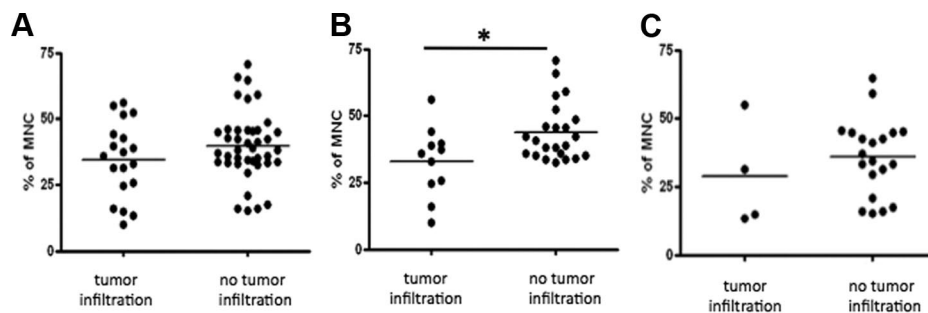 A
75
50
25
0
% of MNC
tumor
infiltration
no tumor
infiltration
B
*
75
50
25
0
% of MNC
tumor
infiltration
no tumor
infiltration
C
75
50
25
0
% of MNC
tumor
infiltration
no tumor
infiltration